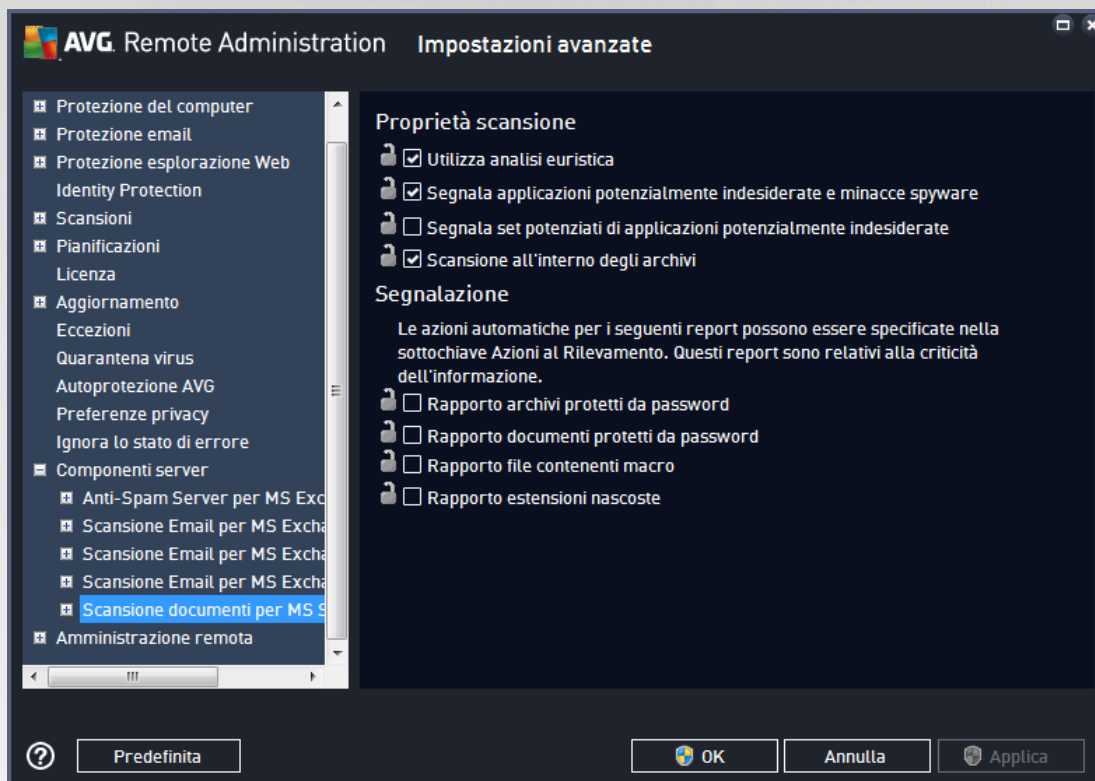 AVG. Remote Administration Impostazioni avanzate
Protezione del computer
Protezione email
Protezione esplorazione Web
Identity Protection
Scansioni
Pianificazioni
Licenza
Aggiornamento
Eccezioni
Quarantena virus
Autoprotezione AVG
Preferenze privacy
Ignora lo stato di errore
Componenti server
Anti-Spam Server per MS Exc
Scansione Email per MS Excha
Scansione Email per MS Excha
Scansione Email per MS Excha
Scansione documenti per MS S
Amministrazione remota
Proprietà scansione
Utilizza analisi euristica
Segnala applicazioni potenzialmente indesiderate e minacce spyware
Segnala set potenziati di applicazioni potenzialmente indesiderate
Scansione all'interno degli archivi
Segnalazione
Le azioni automatiche per i seguenti report possono essere specificate nella
sottochiave Azioni al Rilevamento. Questi report sono relativi alla criticità
dell'informazione.
Rapporto archivi protetti da password
Rapporto documenti protetti da password
Rapporto file contenenti macro
Rapporto estensioni nascoste
Predefinita
OK
Annulla
Applica